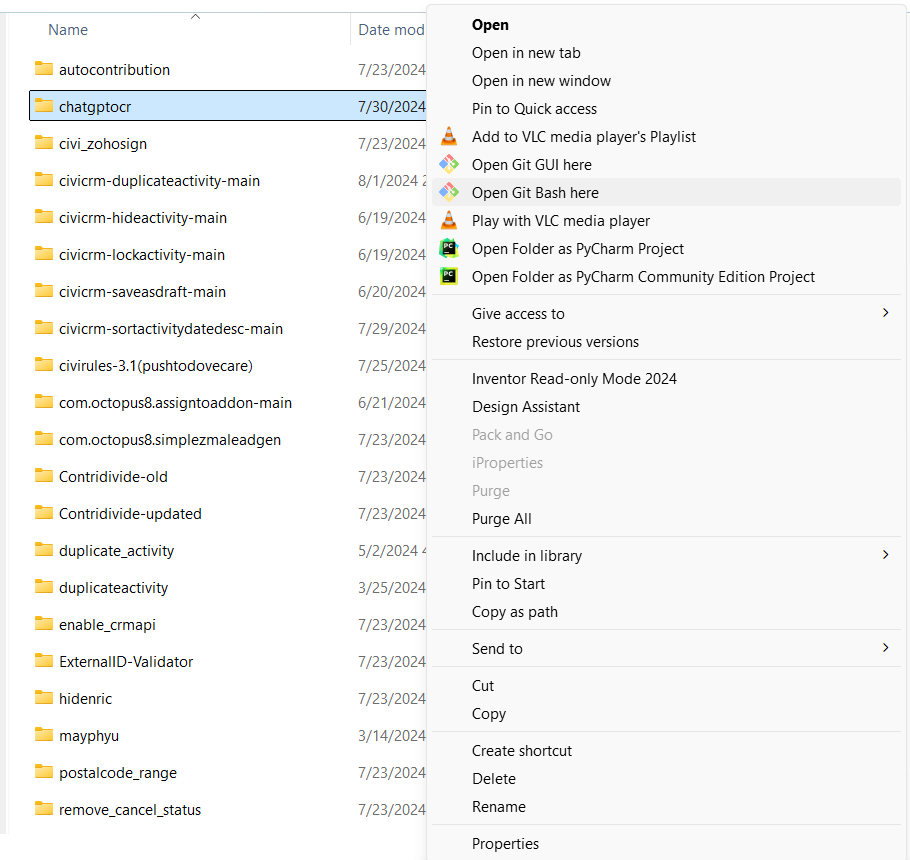 Name Date mod
autocontribution 7/23/2024
chatgptocr 7/30/2024
civi_zohosign 7/23/2024
civicrm-duplicateactivity-main 8/1/2024 2
civicrm-hideactivity-main 6/19/2024
civicrm-lockactivity-main 6/19/2024
civicrm-saveasdraft-main 6/20/2024
civicrm-sortactivitydatedesc-main 7/29/2024
civirules-3.1(pushtodovecare) 7/25/2024
com.octopus8.assigntoaddon-main 6/21/2024
com.octopus8.simplezmaleadgen 7/23/2024
Contridivide-old 7/23/2024
Contridivide-updated 7/23/2024
duplicate_activity 5/2/2024 4
duplicateactivity 3/25/2024
enable_crmapi 7/23/2024
ExternalID-Validator 7/23/2024
hidenric 7/23/2024
mayphyu 3/14/2024
postalcode_range 7/23/2024
remove_cancel_status 7/23/2024
Open
Open in new tab
Open in new window
Pin to Quick access
Add to VLC media player's Playlist
Open Git GUI here
Open Git Bash here
Play with VLC media player
PC Open Folder as PyCharm Project
PC Open Folder as PyCharm Community Edition Project
Give access to
Restore previous versions
Inventor Read-only Mode 2024
Design Assistant
Pack and Go
iProperties
Purge
Purge All
Include in library
Pin to Start
Copy as path
Send to
Cut
Copy
Create shortcut
Delete
Rename
Properties